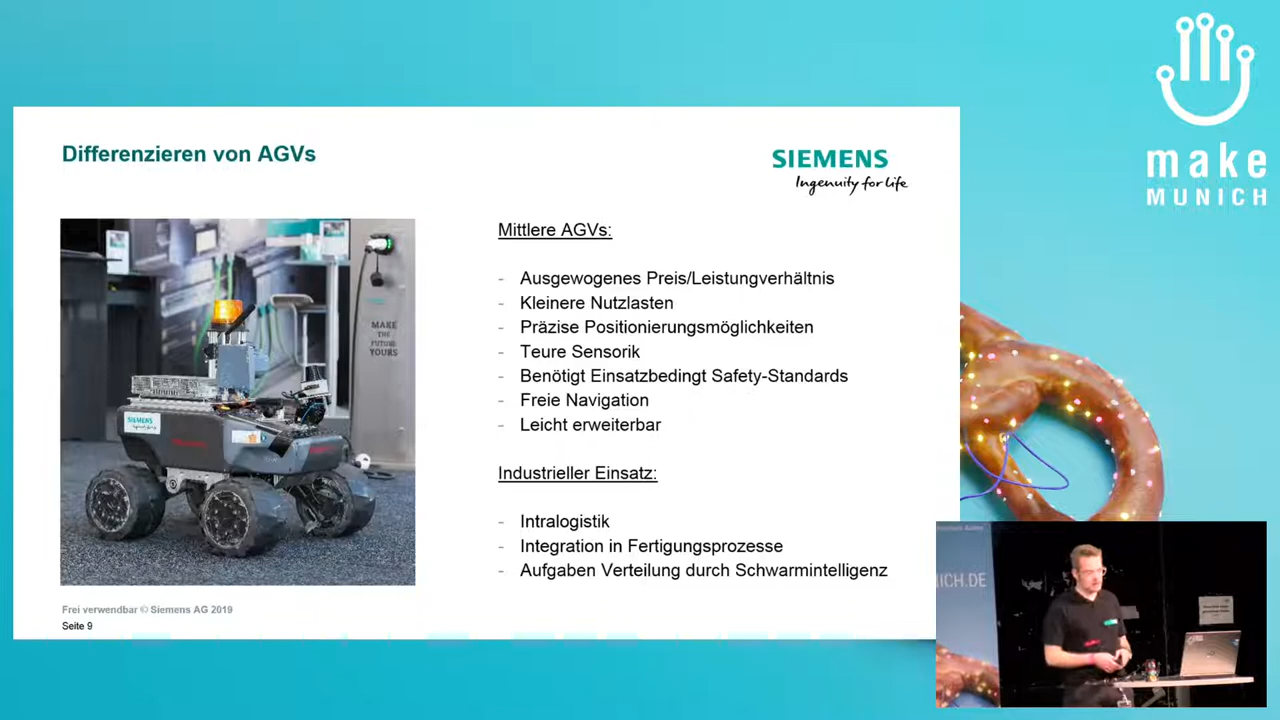 Differenzieren von AGVs
SIEMENS
Ingenuity for life
make
MUNICH
Mittlere AGVs:
- Ausgewogenes Preis/Leistungverhältnis
- Kleinere Nutzlasten
- Präzise Positionierungsmöglichkeiten
- Teure Sensorik
- Benötigt Einsatzbedingt Safety-Standards
- Freie Navigation
- Leicht erweiterbar
Industrieller Einsatz:
- Intralogistik
- Integration in Fertigungsprozesse
- Aufgaben Verteilung durch Schwarmintelligenz
MAKE
THE
FUTURE
YOURS
SIEMENS
Frei verwendbar © Siemens AG 2019
Seite 9
NICH.DE